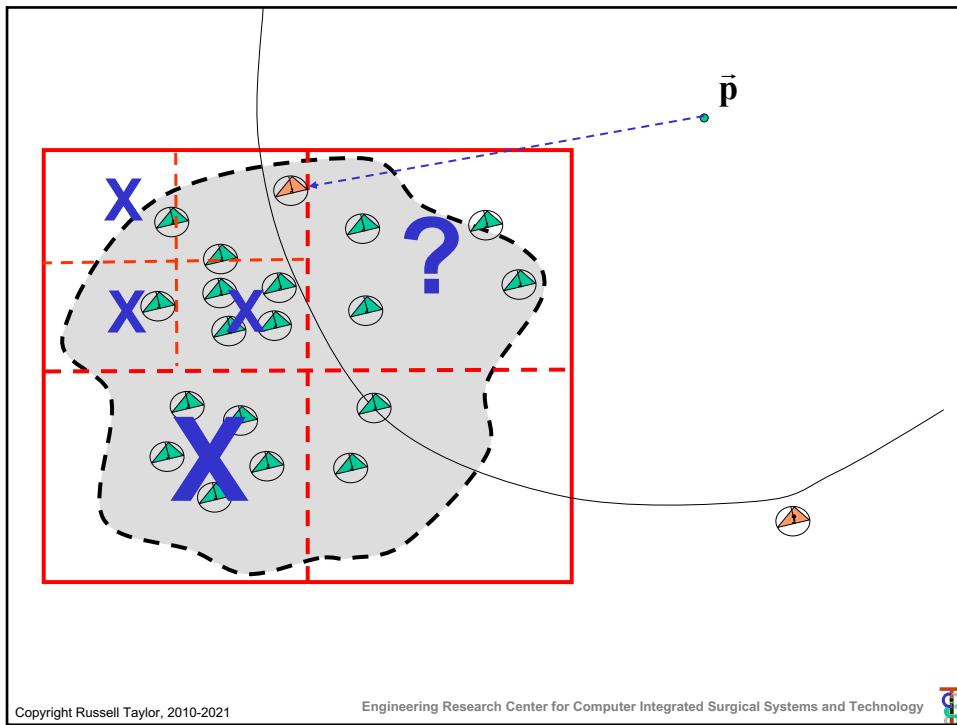 p
X
?
X
X
X
Copyright Russell Taylor, 2010-2021
Engineering Research Center for Computer Integrated Surgical Systems and Technology